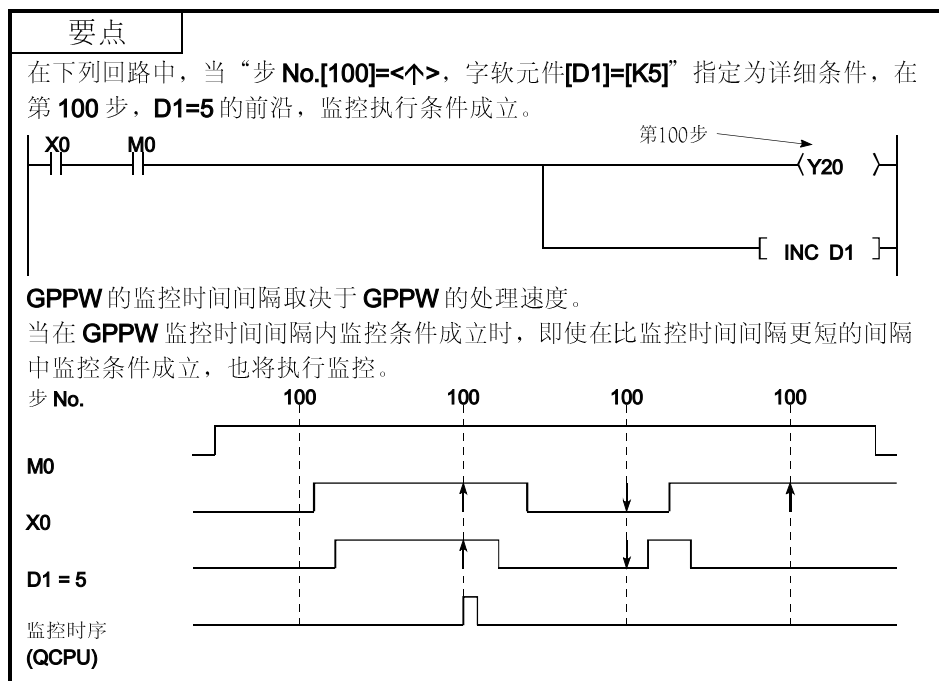 要点
在下列回路中，当“步 No.[100]=<个>，字软元件[D1]=[K5]”指定为详细条件，在
第 100 步，D1=5 的前沿，监控执行条件成立。
X0 M0 第100步
Y20
INC D1
GPPW 的监控时间间隔取决于 GPPW 的处理速度。
当在 GPPW 监控时间间隔内监控条件成立时，即使在比监控时间间隔更短的间隔
中监控条件成立，也将执行监控。
步 No. 100 100 100 100
M0
X0
D1 = 5
监控时序
(QCPU)